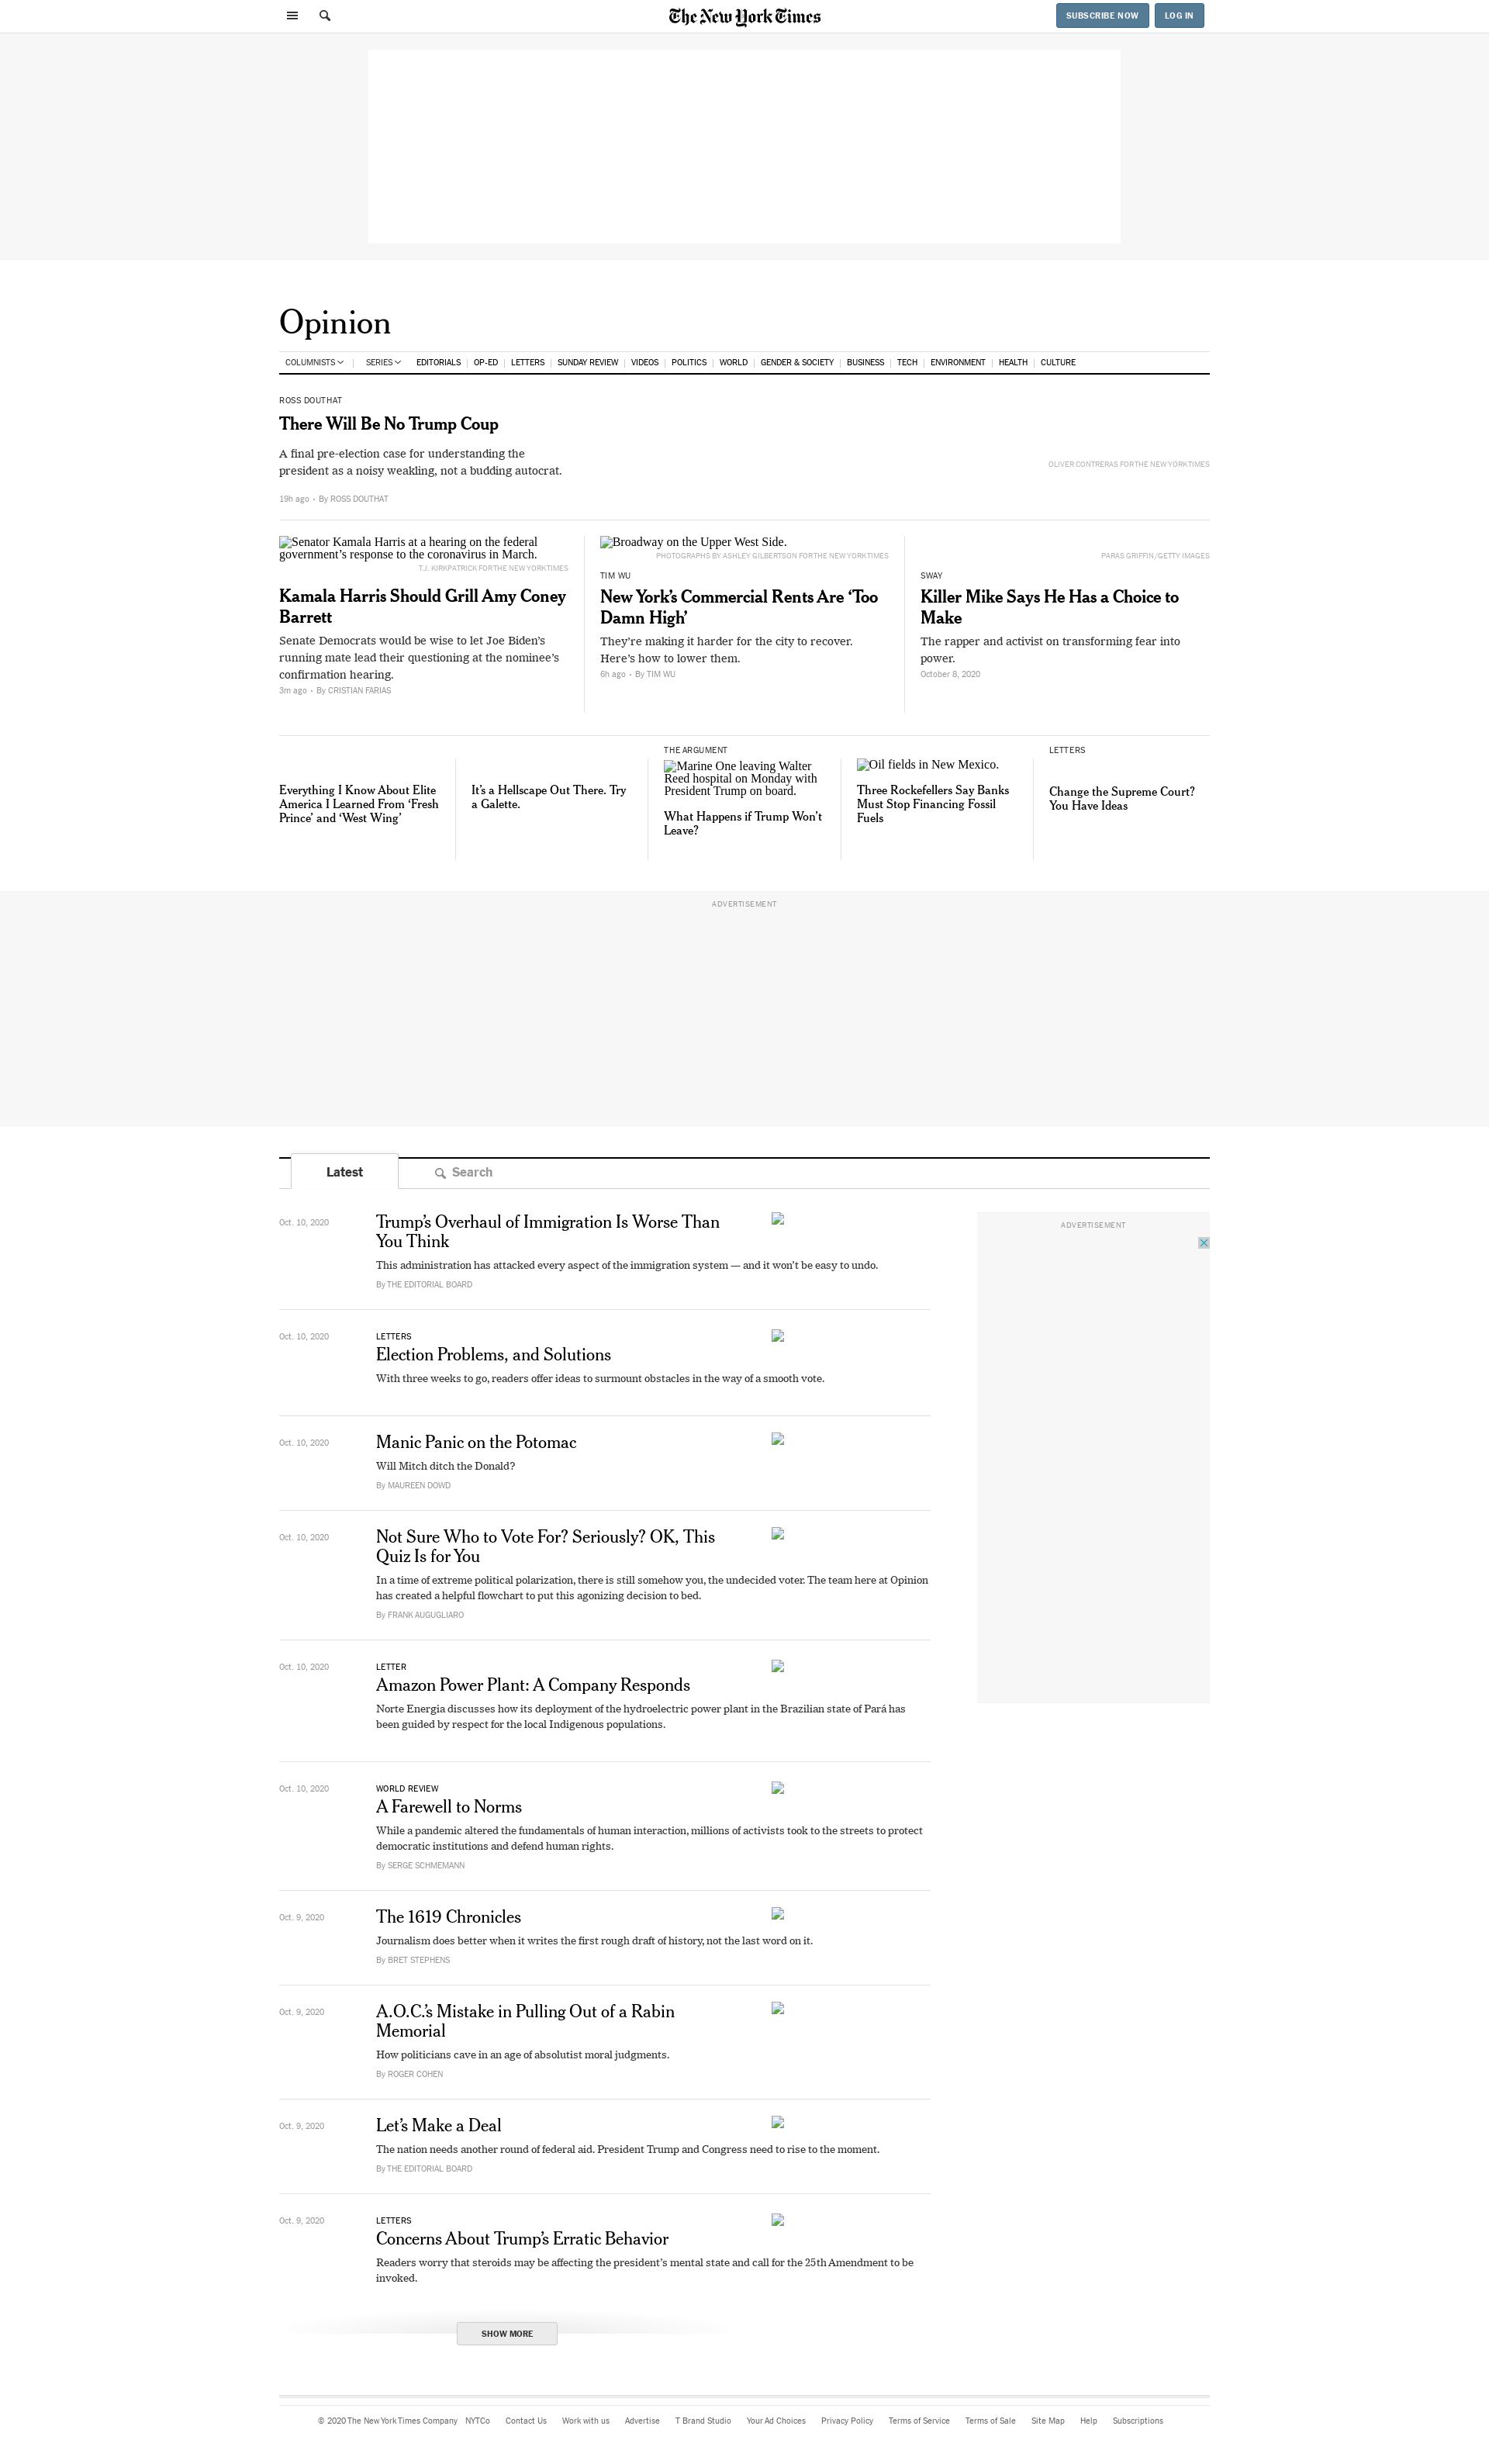 The New York Times
SUBSCRIBE NOW
LOG IN
Opinion
COLUMNISTS
SERIES
EDITORIALS
OP-ED
LETTERS
SUNDAY REVIEW
VIDEOS
POLITICS
WORLD
GENDER & SOCIETY
BUSINESS
TECH
ENVIRONMENT
HEALTH
CULTURE
ROSS DOUTHAT
There Will Be No Trump Coup
A final pre-election case for understanding the
president as a noisy weakling, not a budding autocrat.
OLIVER CONTRERAS FOR THE NEW YORK TIMES
19h ago • By ROSS DOUTHAT
Senator Kamala Harris at a hearing on the federal
government’s response to the coronavirus in March.
T.J. KIRKPATRICK FOR THE NEW YORK TIMES
Kamala Harris Should Grill Amy Coney
Barrett
Senate Democrats would be wise to let Joe Biden’s
running mate lead their questioning at the nominee’s
confirmation hearing.
3m ago • By CRISTIAN FARIAS
Broadway on the Upper West Side.
PHOTOGRAPHS BY ASHLEY GILBERTSON FOR THE NEW YORK TIMES
TIM WU
New York’s Commercial Rents Are ‘Too
Damn High’
They’re making it harder for the city to recover.
Here’s how to lower them.
6h ago • By TIM WU
PARAS GRIFFIN/GETTY IMAGES
SWAY
Killer Mike Says He Has a Choice to
Make
The rapper and activist on transforming fear into
power.
October 8, 2020
Everything I Know About Elite
America I Learned From ‘Fresh
Prince’ and ‘West Wing’
It’s a Hellscape Out There. Try
a Galette.
THE ARGUMENT
Marine One leaving Walter
Reed hospital on Monday with
President Trump on board.
What Happens if Trump Won’t
Leave?
Oil fields in New Mexico.
Three Rockefellers Say Banks
Must Stop Financing Fossil
Fuels
LETTERS
Change the Supreme Court?
You Have Ideas
ADVERTISEMENT
Latest
Search
ADVERTISEMENT
Oct. 10, 2020
Trump’s Overhaul of Immigration Is Worse Than
You Think
This administration has attacked every aspect of the immigration system — and it won’t be easy to undo.
By THE EDITORIAL BOARD
Oct. 10, 2020
LETTERS
Election Problems, and Solutions
With three weeks to go, readers offer ideas to surmount obstacles in the way of a smooth vote.
Oct. 10, 2020
Manic Panic on the Potomac
Will Mitch ditch the Donald?
By MAUREEN DOWD
Oct. 10, 2020
Not Sure Who to Vote For? Seriously? OK, This
Quiz Is for You
In a time of extreme political polarization, there is still somehow you, the undecided voter. The team here at Opinion
has created a helpful flowchart to put this agonizing decision to bed.
By FRANK AUGUGLIARO
Oct. 10, 2020
LETTER
Amazon Power Plant: A Company Responds
Norte Energia discusses how its deployment of the hydroelectric power plant in the Brazilian state of Pará has
been guided by respect for the local Indigenous populations.
Oct. 10, 2020
WORLD REVIEW
A Farewell to Norms
While a pandemic altered the fundamentals of human interaction, millions of activists took to the streets to protect
democratic institutions and defend human rights.
By SERGE SCHMEMANN
Oct. 9, 2020
The 1619 Chronicles
Journalism does better when it writes the first rough draft of history, not the last word on it.
By BRET STEPHENS
Oct. 9, 2020
A.O.C.’s Mistake in Pulling Out of a Rabin
Memorial
How politicians cave in an age of absolutist moral judgments.
By ROGER COHEN
Oct. 9, 2020
Let’s Make a Deal
The nation needs another round of federal aid. President Trump and Congress need to rise to the moment.
By THE EDITORIAL BOARD
Oct. 9, 2020
LETTERS
Concerns About Trump’s Erratic Behavior
Readers worry that steroids may be affecting the president’s mental state and call for the 25th Amendment to be
invoked.
SHOW MORE
© 2020 The New York Times Company
NYTCo
Contact Us
Work with us
Advertise
T Brand Studio
Your Ad Choices
Privacy Policy
Terms of Service
Terms of Sale
Site Map
Help
Subscriptions